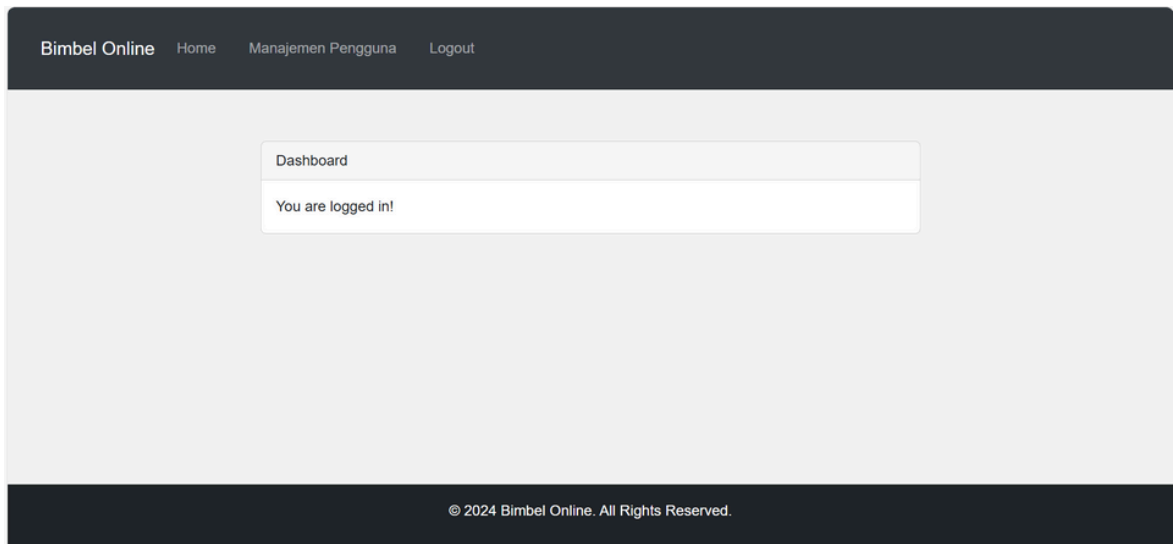 Bimbel Online Home Manajemen Pengguna Logout
Dashboard
You are logged in!
© 2024 Bimbel Online. All Rights Reserved.